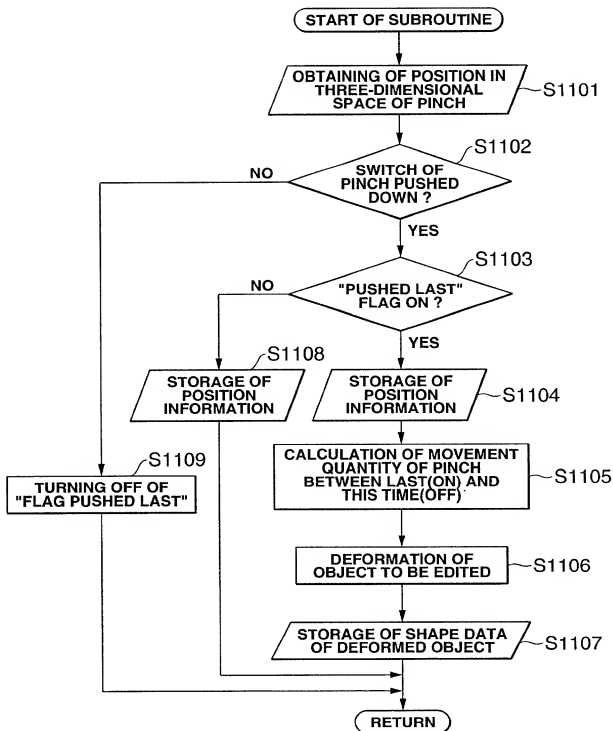 START OF SUBROUTINE
OBTAINING OF POSITION IN
THREE-DIMENSIONAL
SPACE OF PINCH
S1101
S1102
SWITCH OF
PINCH PUSHED
DOWN ?
NO
YES
S1103
"PUSHED LAST"
FLAG ON ?
NO
YES
S1108
STORAGE OF
POSITION
INFORMATION
STORAGE OF
POSITION
INFORMATION
S1104
S1109
TURNING OFF OF
"FLAG PUSHED LAST"
CALCULATION OF MOVEMENT
QUANTITY OF PINCH
BETWEEN LAST(ON) AND
THIS TIME(OFF)
S1105
DEFORMATION OF
OBJECT TO BE EDITED
S1106
STORAGE OF SHAPE DATA
OF DEFORMED OBJECT
S1107
RETURN